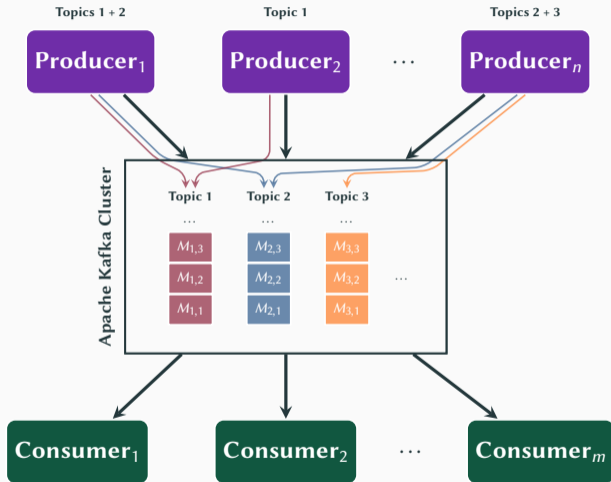 Topics 1 + 2
Topic 1
Topics 2 + 3
Producer₁
Producer₂
...
Producerₙ
Apache Kafka Cluster
Topic 1
Topic 2
Topic 3
...
...
...
M₁,₃
M₂,₃
M₃,₃
M₁,₂
M₂,₂
M₃,₂
...
M₁,₁
M₂,₁
M₃,₁
Consumer₁
Consumer₂
...
Consumerₘ